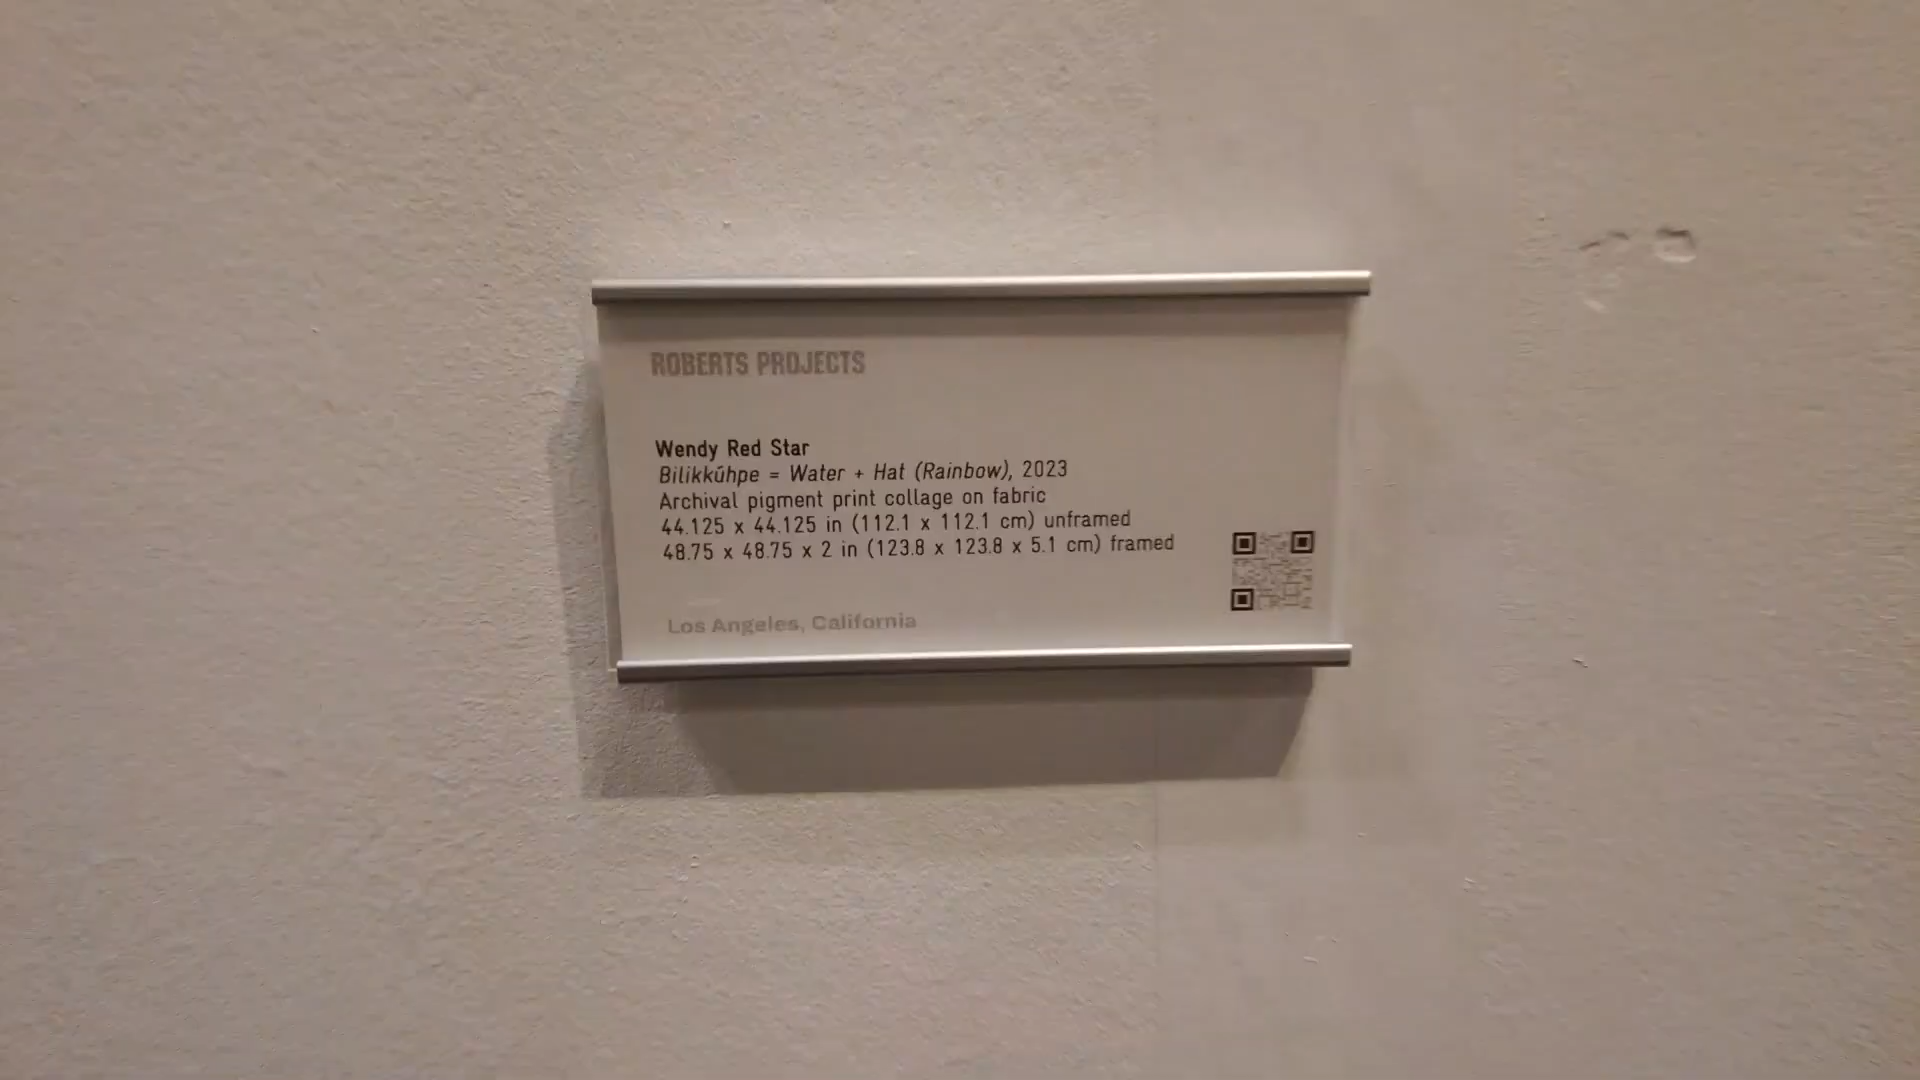 ROBERTS PROJECTS
Wendy Red Star
Bilikkúhpe = Water + Hat (Rainbow), 2023
Archival pigment print collage on fabric
44.125 x 44.125 in (112.1 x 112.1 cm) unframed
48.75 x 48.75 x 2 in (123.8 x 123.8 x 5.1 cm) framed
Los Angeles, California